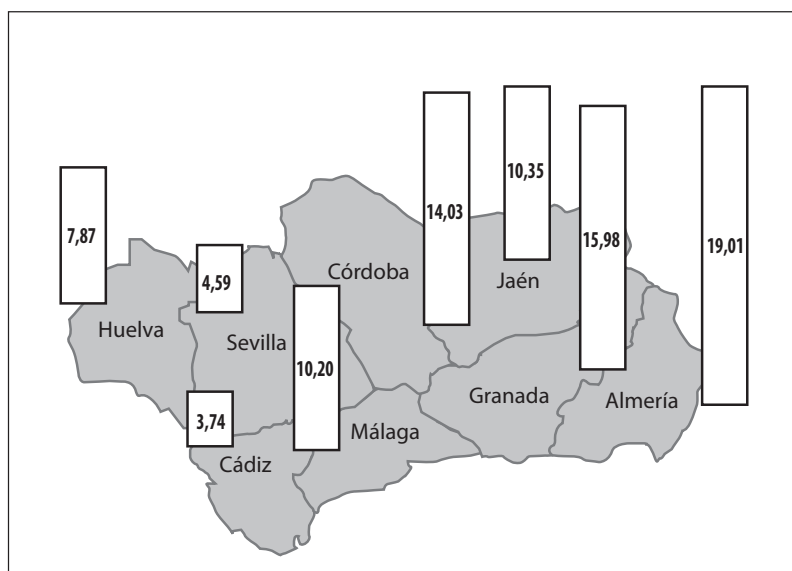 10,35
14,03
15,98
19,01
7,87
4,59
Córdoba
Jaén
Huelva
Sevilla
10,20
Granada
Almería
3,74
Málaga
Cádiz